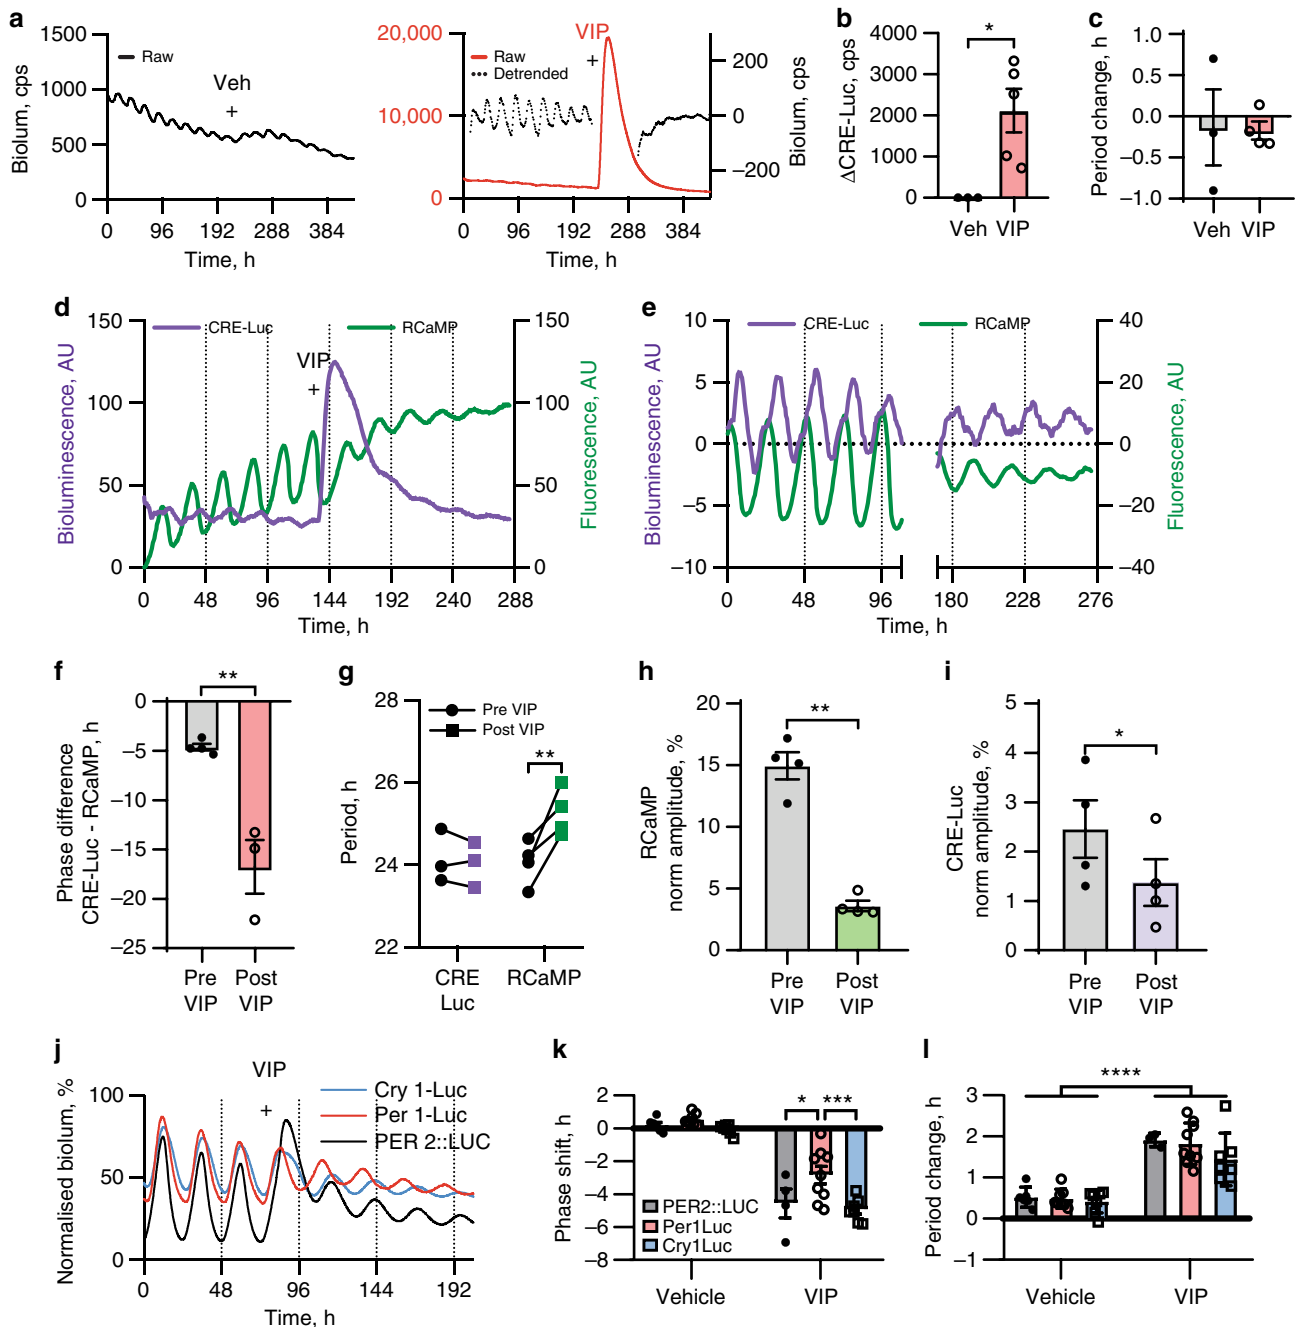 a
1500
1000
500
0
Biolum, cps
Raw
Veh
+
0 96 192 288 384
Time, h
20,000
10,000
0
VIP
+
Raw
Detrended
200
0
−200
Biolum, cps
0 96 192 288 384
Time, h
b
4000
3000
2000
1000
0
ΔCRE-Luc, cps
*
Veh VIP
c
1.0
0.5
0.0
−0.5
−1.0
Period change, h
Veh VIP
d
150
100
50
0
Bioluminescence, AU
CRE-Luc
RCaMP
VIP
+
150
100
50
0
Fluorescence, AU
0 48 96 144 192 240 288
Time, h
e
10
5
0
−5
−10
Bioluminescence, AU
CRE-Luc
RCaMP
40
20
0
−20
−40
Fluorescence, AU
0 48 96 180 228 276
Time, h
f
0
−5
−10
−15
−20
−25
Phase difference
CRE-Luc - RCaMP, h
**
Pre VIP
Post VIP
g
28
26
24
22
Period, h
Pre VIP
Post VIP
**
CRE Luc
RCaMP
h
20
15
10
5
0
RCaMP
norm amplitude, %
**
Pre VIP
Post VIP
i
5
4
3
2
1
0
CRE-Luc
norm amplitude, %
*
Pre VIP
Post VIP
j
100
50
0
Normalised biolum, %
VIP
+
Cry 1-Luc
Per 1-Luc
PER 2::LUC
0 48 96 144 192
Time, h
k
2
0
−2
−4
−6
−8
Phase shift, h
* ***
PER2::LUC
Per1Luc
Cry1Luc
Vehicle VIP
l
3
2
1
0
−1
Period change, h
****
Vehicle VIP